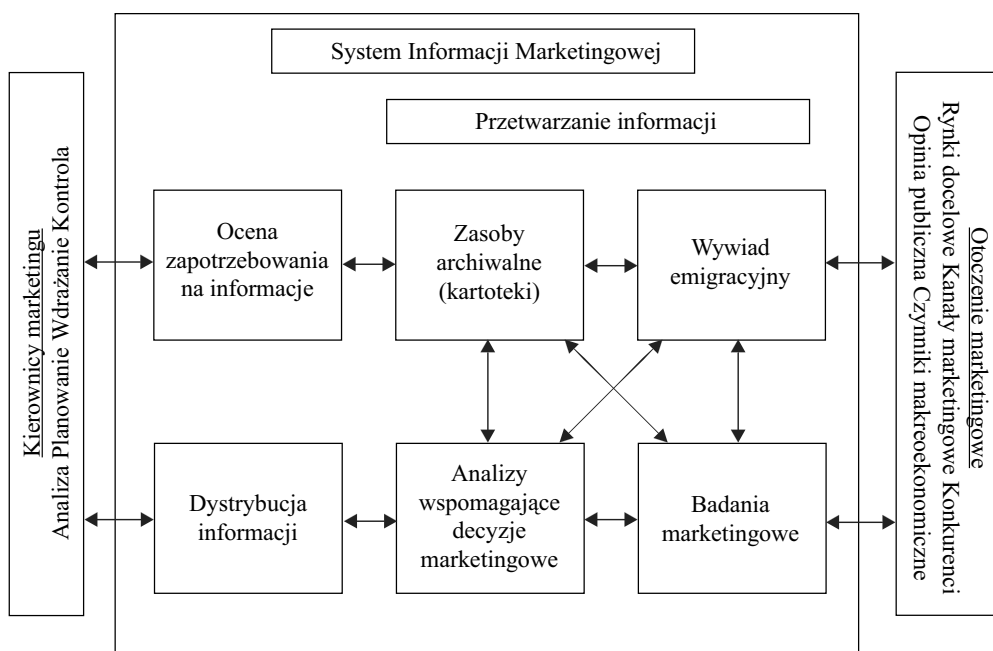 System Informacji Marketingowej
Przetwarzanie informacji
Kierownicy marketingu
Analiza Planowanie Wdrażanie Kontrola
Ocena
zapotrzebowania
na informacje
Zasoby
archiwalne
(kartoteki)
Wywiad
emigracyjny
Dystrybucja
informacji
Analizy
wspomagające
decyzje
marketingowe
Badania
marketingowe
Otoczenie marketingowe
Rynki docelowe Kanały marketingowe Konkurenci
Opinia publiczna Czynniki makreoekonomiczne